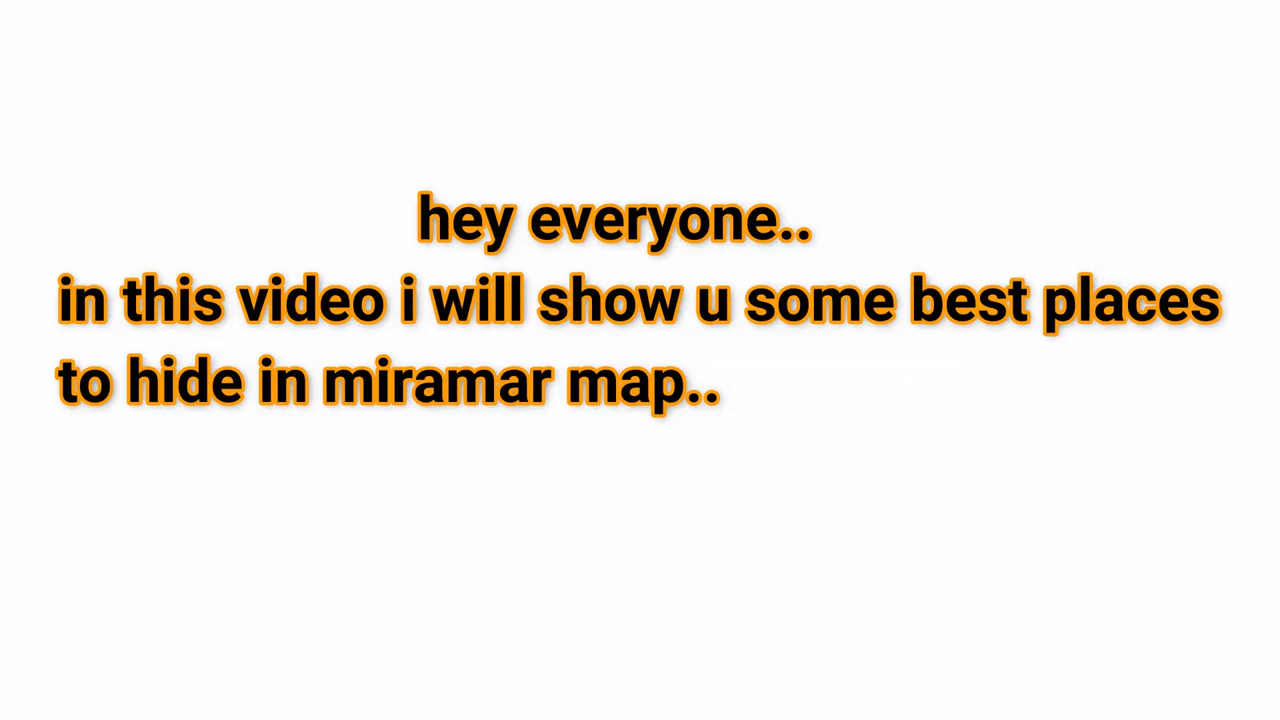 hey everyone..
in this video i will show u some best places
to hide in miramar map..